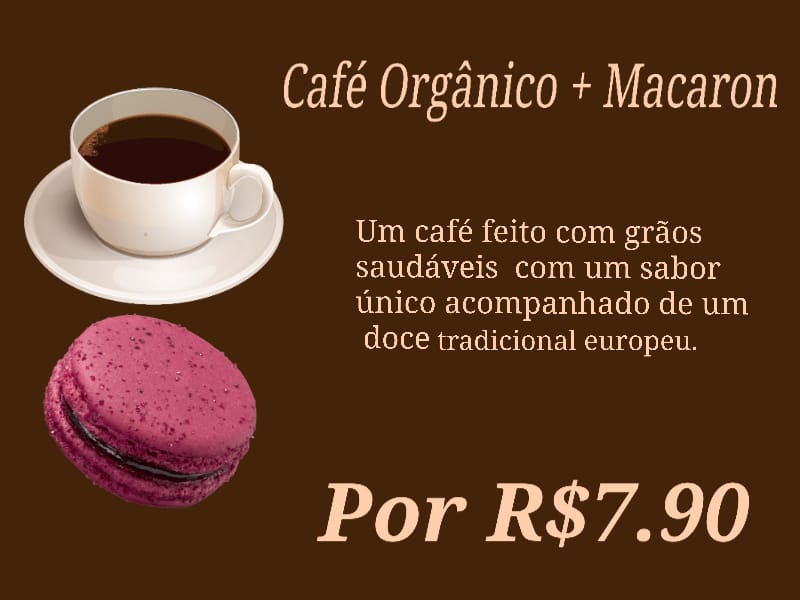 Café Orgânico + Macaron
Um café feito com grãos
saudáveis com um sabor
único acompanhado de um
doce tradicional europeu.
Por R$7.90